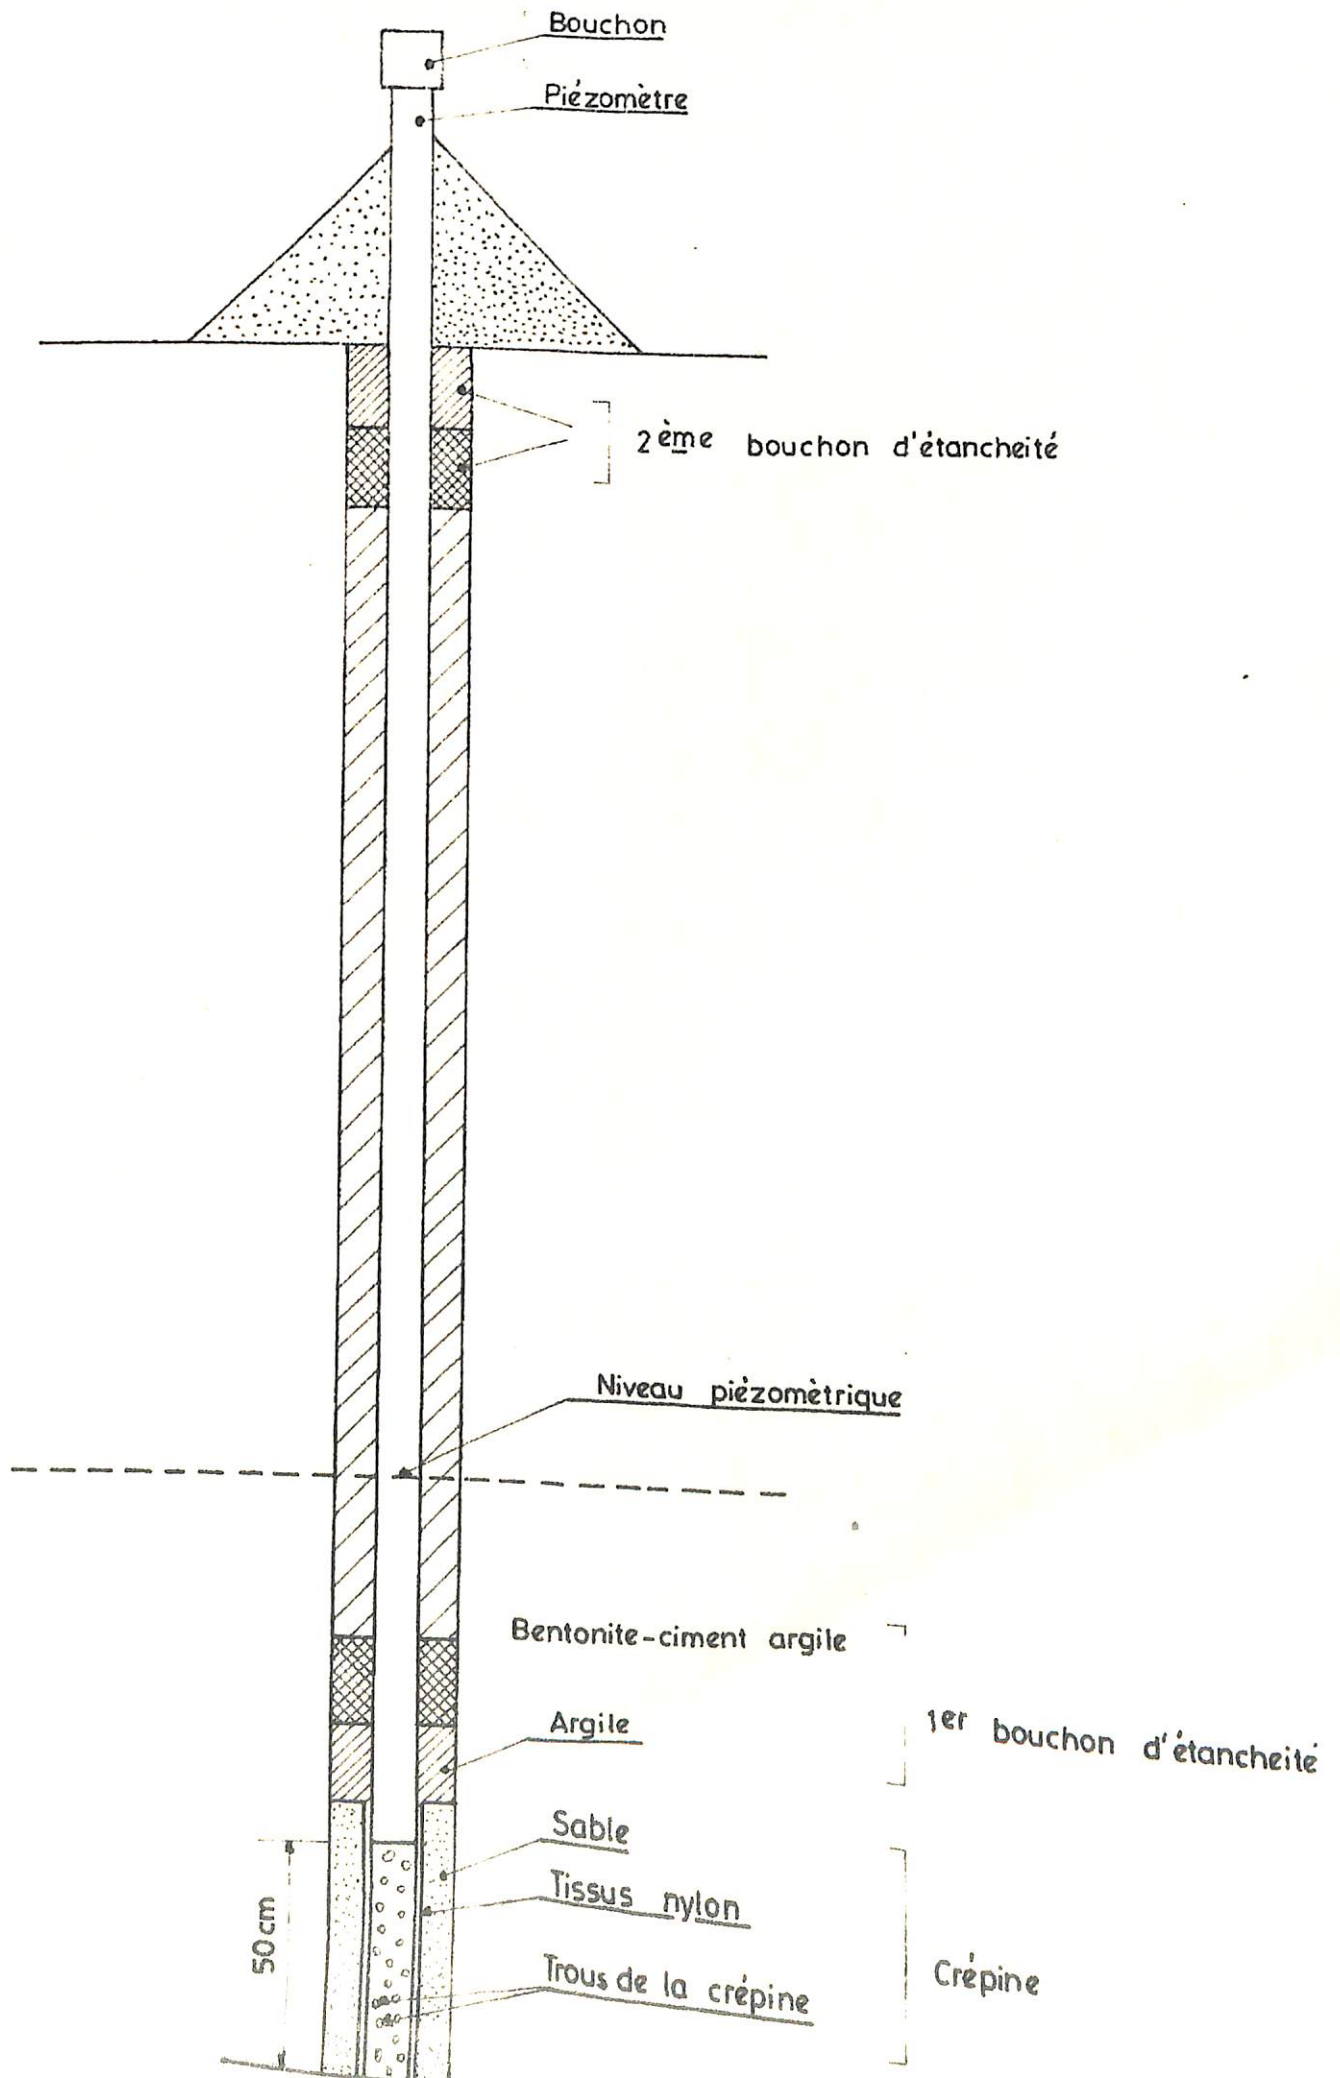 Bouchon
Piézomètre
2ème bouchon d'étancheité
Niveau piézomètrique
Bentonite-ciment argile
Argile
1er bouchon d'étancheité
Sable
Tissus nylon
50cm
Trous de la crépine
Crépine